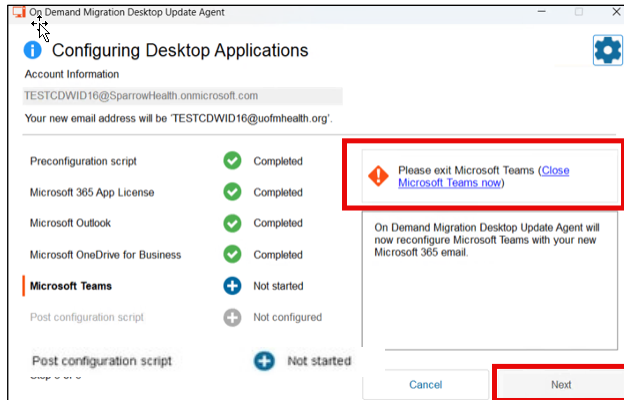 On Demand Migration Desktop Update Agent
Configuring Desktop Applications
Account Information
TESTCDWID16@SparrowHealth.onmicrosoft.com
Your new email address will be 'TESTCDWID16@uofmhealth.org'.
Preconfiguration script Completed
Microsoft 365 App License Completed
Microsoft Outlook Completed
Microsoft OneDrive for Business Completed
Microsoft Teams Not started
Post configuration script Not configured
Post configuration script Not started
Please exit Microsoft Teams (Close
Microsoft Teams now)
On Demand Migration Desktop Update Agent will
now reconfigure Microsoft Teams with your new
Microsoft 365 email.
Cancel Next